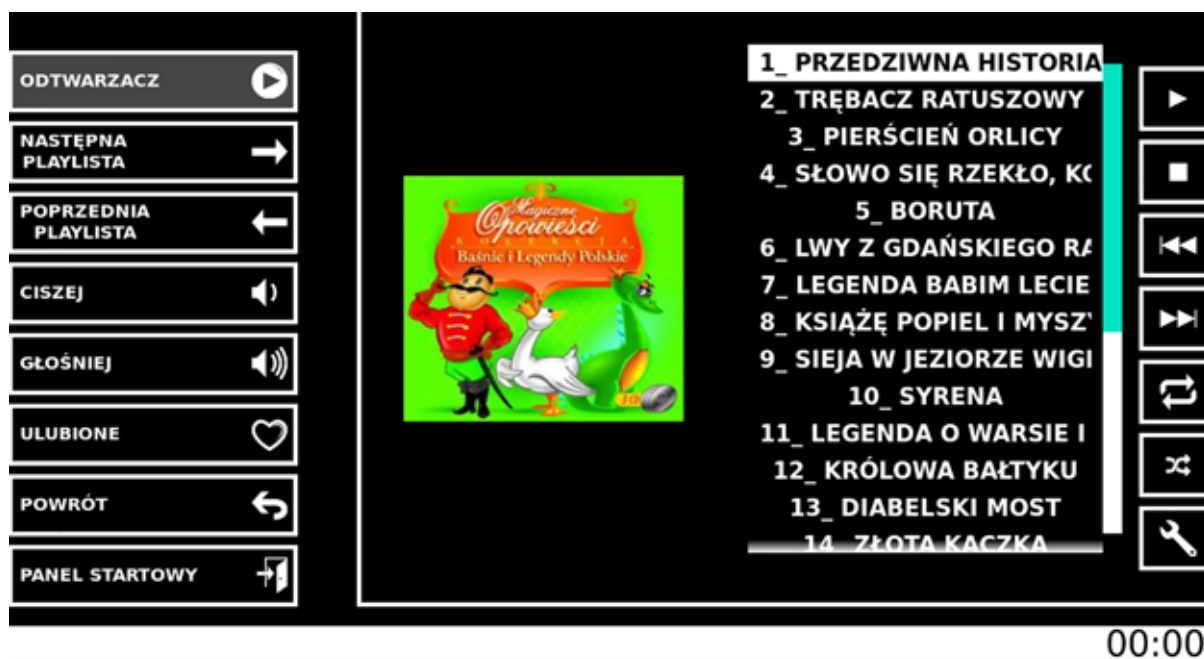 ODTWARZACZ
NASTĘPNA
PLAYLISTA
POPRZEDNIA
PLAYLISTA
CISZEJ
GŁOŚNIEJ
ULUBIONE
POWRÓT
PANEL STARTOWY
Magiczne
Opowieści
KOLEKCJA
Baśnie i Legendy Polskie
3 CD
1_ PRZEDZIWNA HISTORIA
2_ TRĘBACZ RATUSZOWY
3_ PIERŚCIEŃ ORLICY
4_ SŁOWO SIĘ RZEKŁO,
5_ BORUTA
6_ LWY Z GDAŃSKIEGO
7_ LEGENDA BABIM LECIE
8_ KSIĄŻĘ POPIEL I
9_ SIEJA W JEZIORZE
10_ SYRENA
11_ LEGENDA O WARSIE I
12_ KRÓLOWA BAŁTYKU
13_ DIABELSKI MOST
14_ ZŁOTA KACZKA
00:00